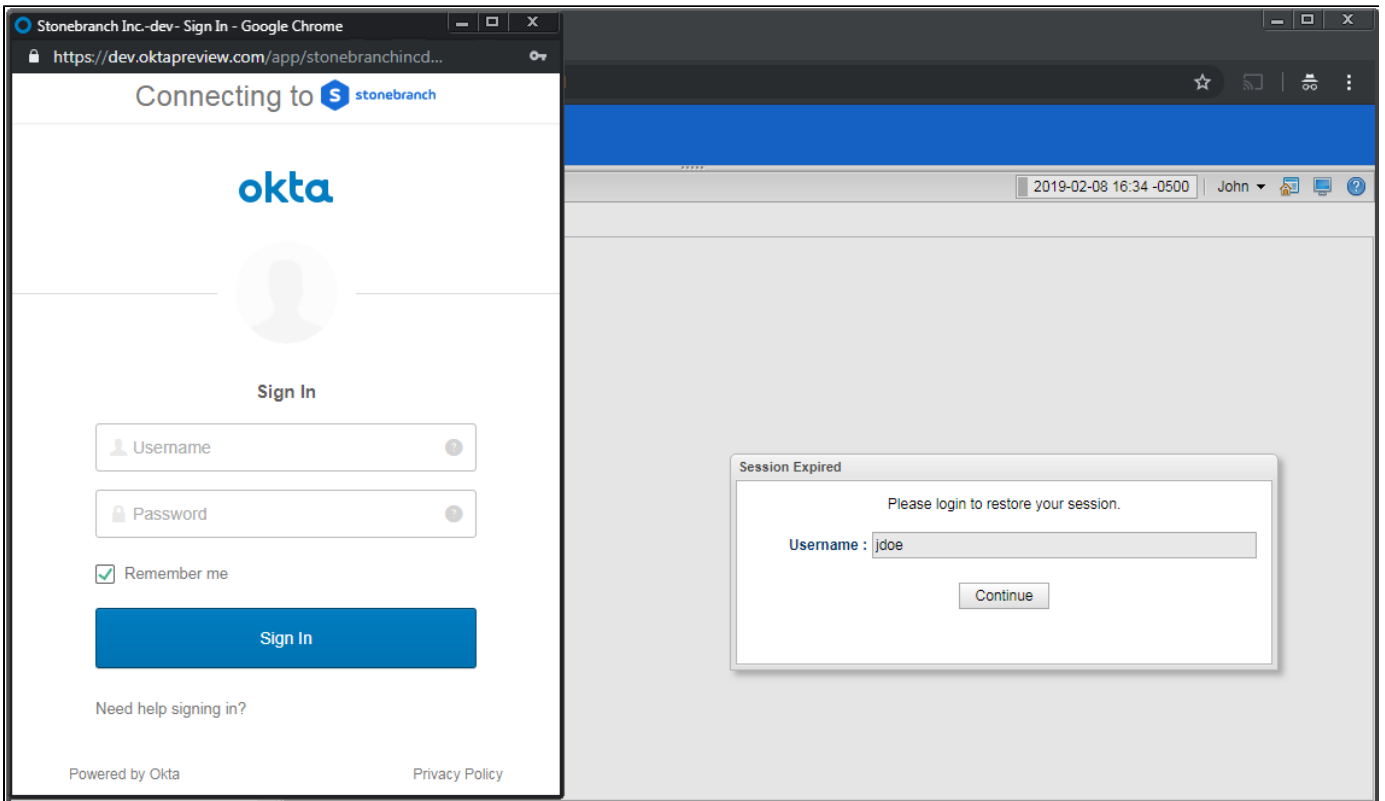 Stonebranch Inc.-dev- Sign In - Google Chrome
https://dev.oktapreview.com/app/stonebranchincd...
Connecting to S stonebranch
okta
Sign In
Username
Password
Remember me
Sign In
Need help signing in?
Powered by Okta
Privacy Policy
2019-02-08 16:34 -0500
John
Session Expired
Please login to restore your session.
Username : jdoe
Continue